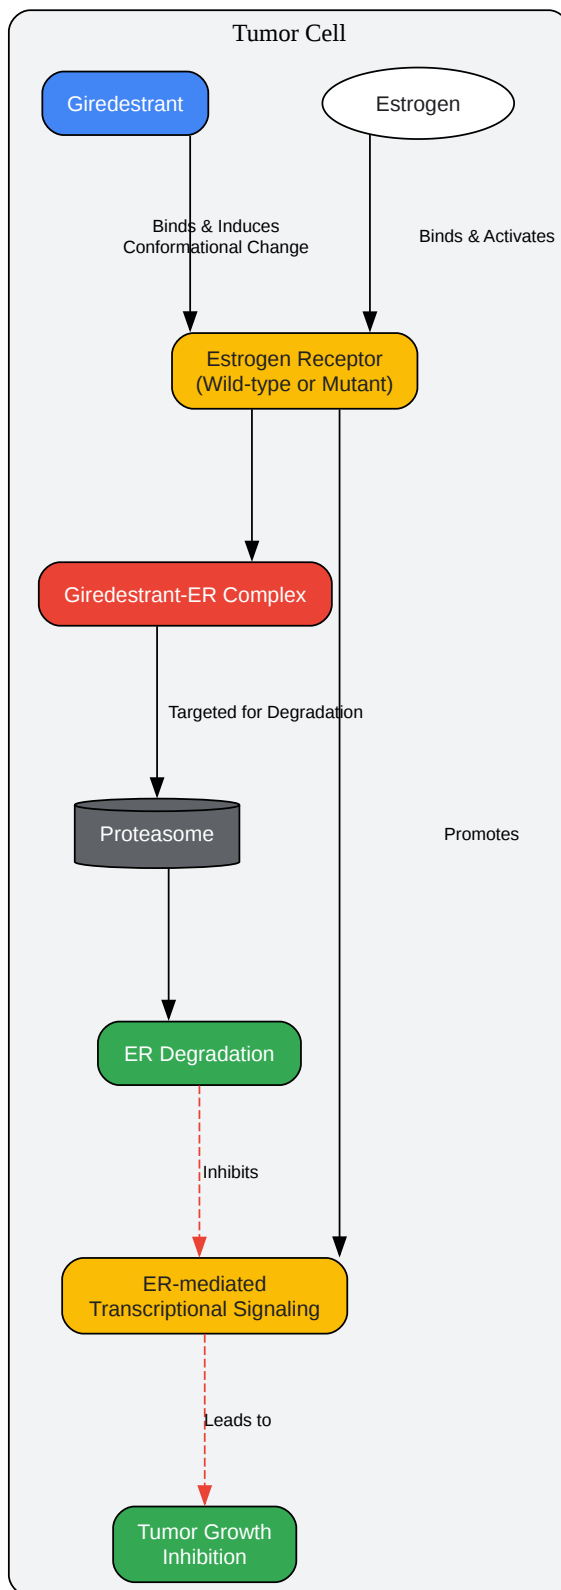 Tumor Cell
Giredestrant
Estrogen
Binds & Induces
Conformational Change
Binds & Activates
Estrogen Receptor
(Wild-type or Mutant)
Giredestrant-ER Complex
Targeted for Degradation
Proteasome
Promotes
ER Degradation
Inhibits
ER-mediated
Transcriptional Signaling
Leads to
Tumor Growth
Inhibition